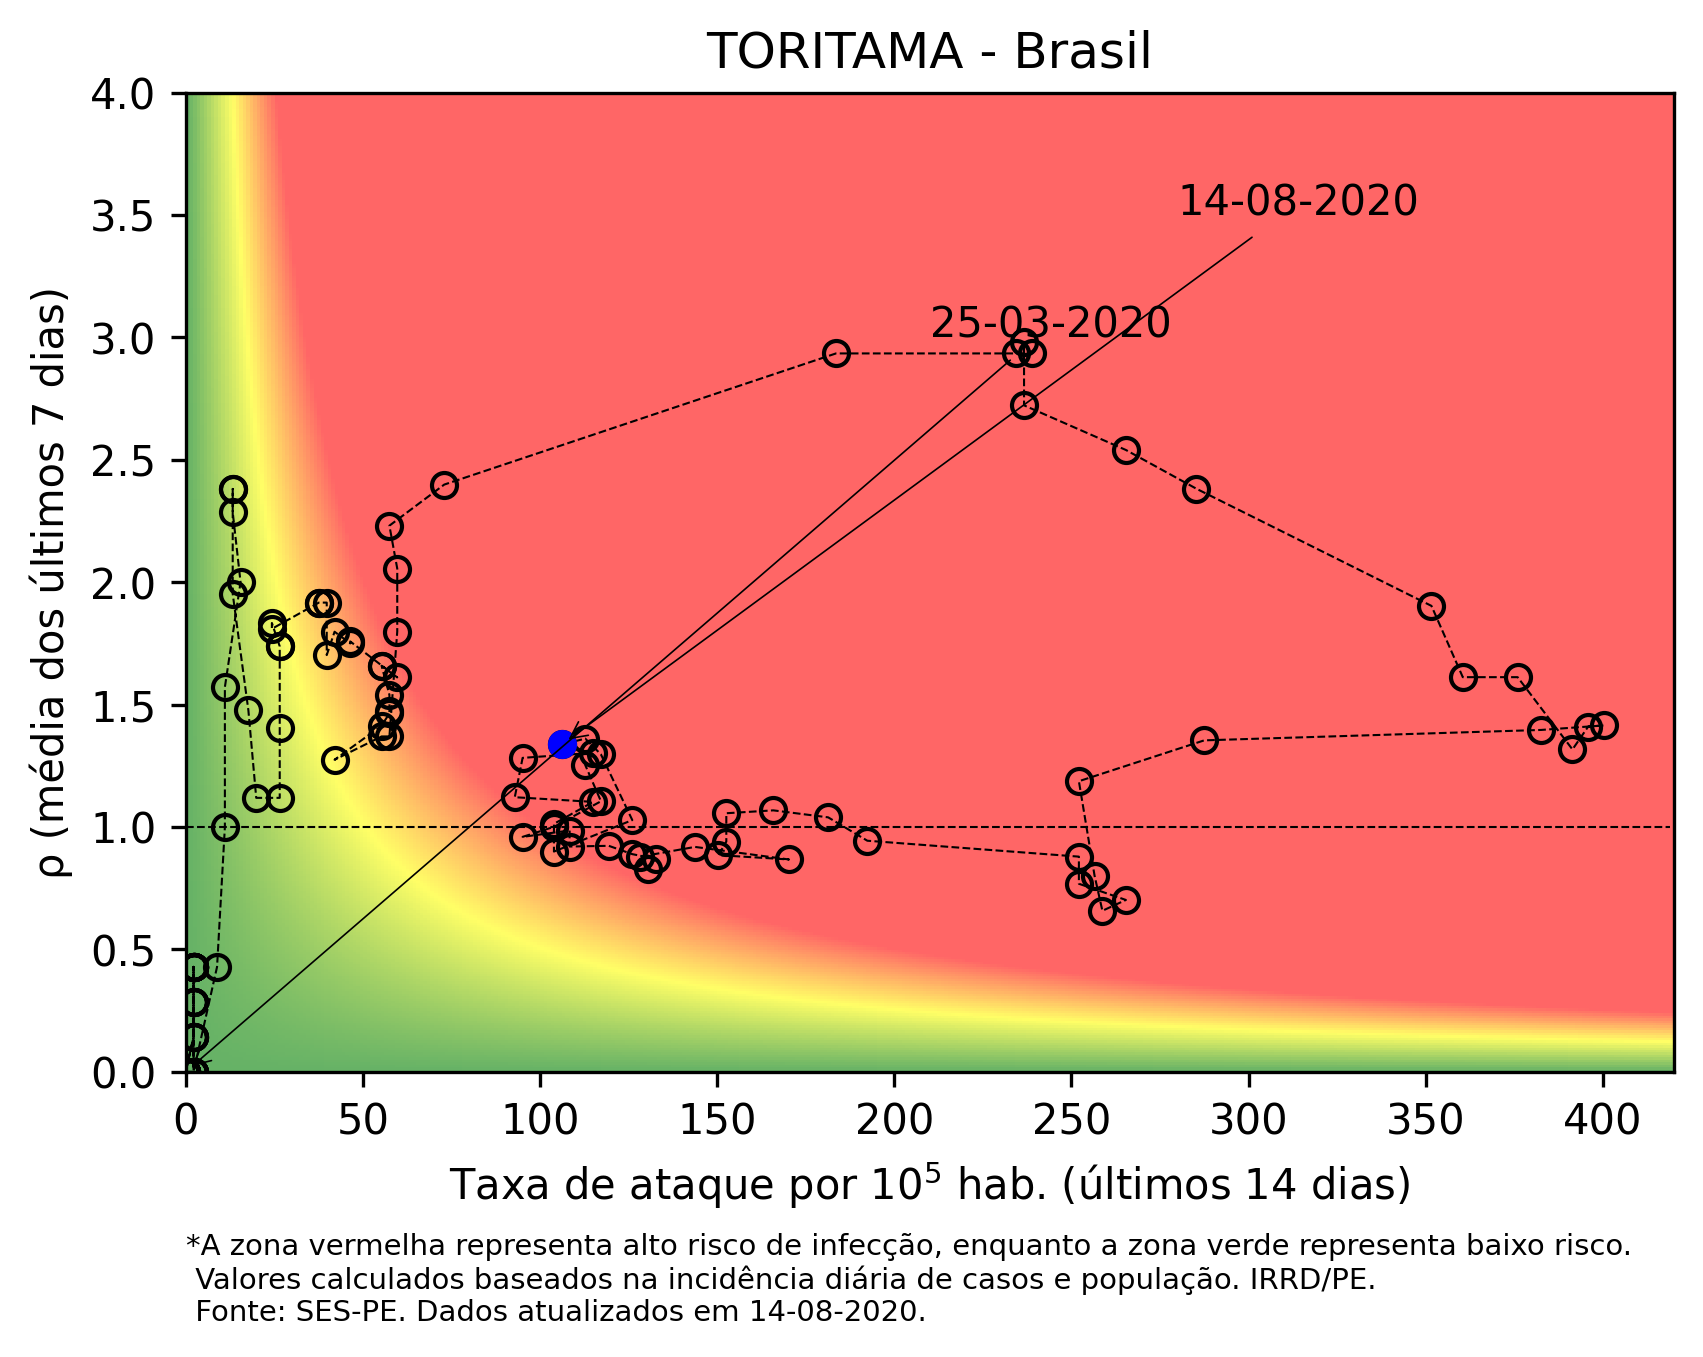 TORITAMA - Brasil
4.0
3.5
3.0
2.5
2.0
1.5
1.0
0.5
0.0
ρ (média dos últimos 7 dias)
14-08-2020
25-03-2020
0 50 100 150 200 250 300 350 400
Taxa de ataque por 10⁵ hab. (últimos 14 dias)
*A zona vermelha representa alto risco de infecção, enquanto a zona verde representa baixo risco.
Valores calculados baseados na incidência diária de casos e população. IRRD/PE.
Fonte: SES-PE. Dados atualizados em 14-08-2020.